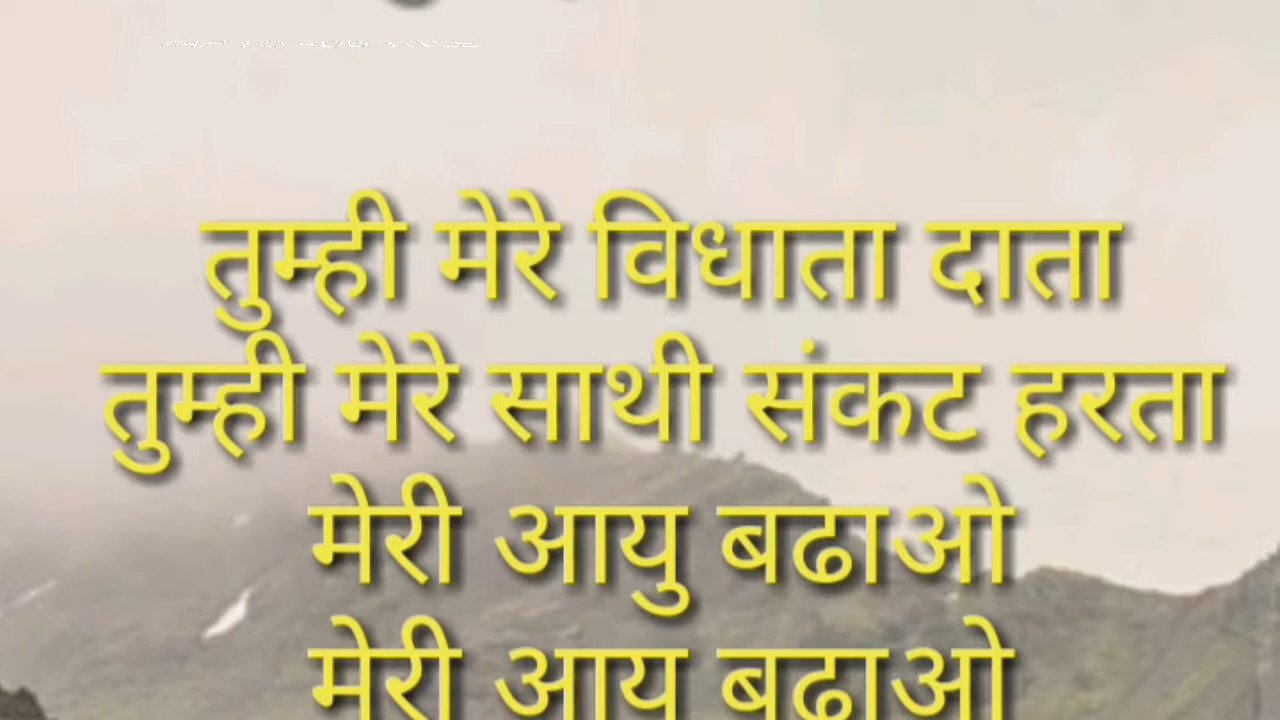 तुम्ही मेरे विधाता दाता
तुम्ही मेरे साथी संकट हरता
मेरी आयु बढाओ
मेरी आयु बढाओ